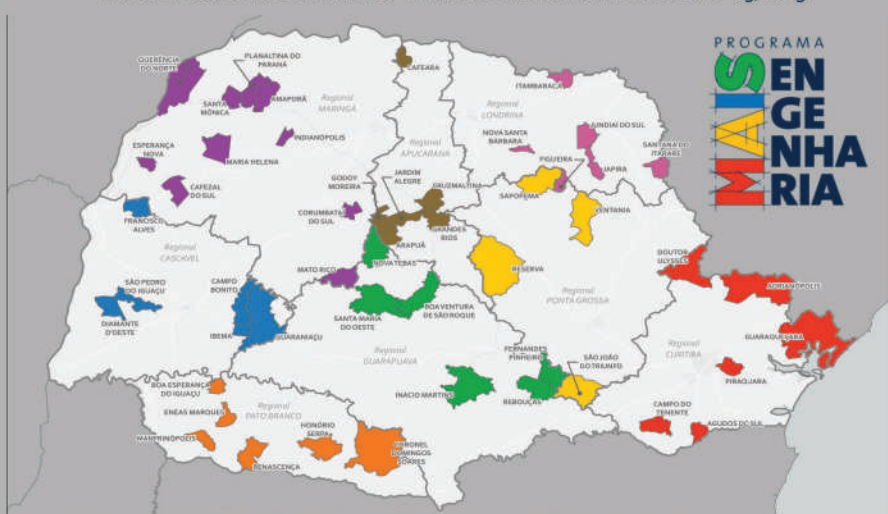 PROGRAMA
MAIS
EN
GE
NHA
RIA
QUERÊNCIA
DO NORTE
PLANALTINA DO
PARANÁ
SANTA
MÔNICA
AMAPORÃ
Regional
MARINGÁ
CAFEARA
ITAMBARACÁ
Regional
LONDRINA
INDIANÓPOLIS
ESPERANÇA
NOVA
MARIA HELENA
CAFEZAL
DO SUL
Regional
APUCARANA
NOVA SANTA
BÁRBARA
JUNDIAÍ DO SUL
SANTANA DO
ITARARÉ
FIGUEIRA
JAPIRA
GODOY
MOREIRA
JARDIM
ALEGRE
CRUZMALTINA
SAPOPEMA
VENTANIA
FRANCISCO
ALVES
CORUMBATAÍ
DO SUL
GRANDES
RIOS
ARAPUÃ
Regional
CASCAVEL
NOVA TEBAS
MATO RICO
RESERVA
DOUTOR
ULYSSES
ADRIANÓPOLIS
SÃO PEDRO
DO IGUAÇU
CAMPO
BONITO
DIAMANTE
D'OESTE
IBEMA
GUARANIAÇU
SANTA MARIA
DO OESTE
BOA VENTURA
DE SÃO ROQUE
Regional
PONTA GROSSA
GUARAQUEÇABA
Regional
GUARAPUAVA
FERNANDES
PINHEIRO
SÃO JOÃO
DO TRIUNFO
Regional
CURITIBA
PIRAQUARA
BOA ESPERANÇA
DO IGUAÇU
INÁCIO MARTINS
REBOUÇAS
ENÉAS MARQUES
Regional
PATO BRANCO
CAMPO DO
TENENTE
AGUDOS DO SUL
MANFRINÓPOLIS
HONÓRIO
SERPA
CORONEL
DOMINGOS
SOARES
RENASCENÇA